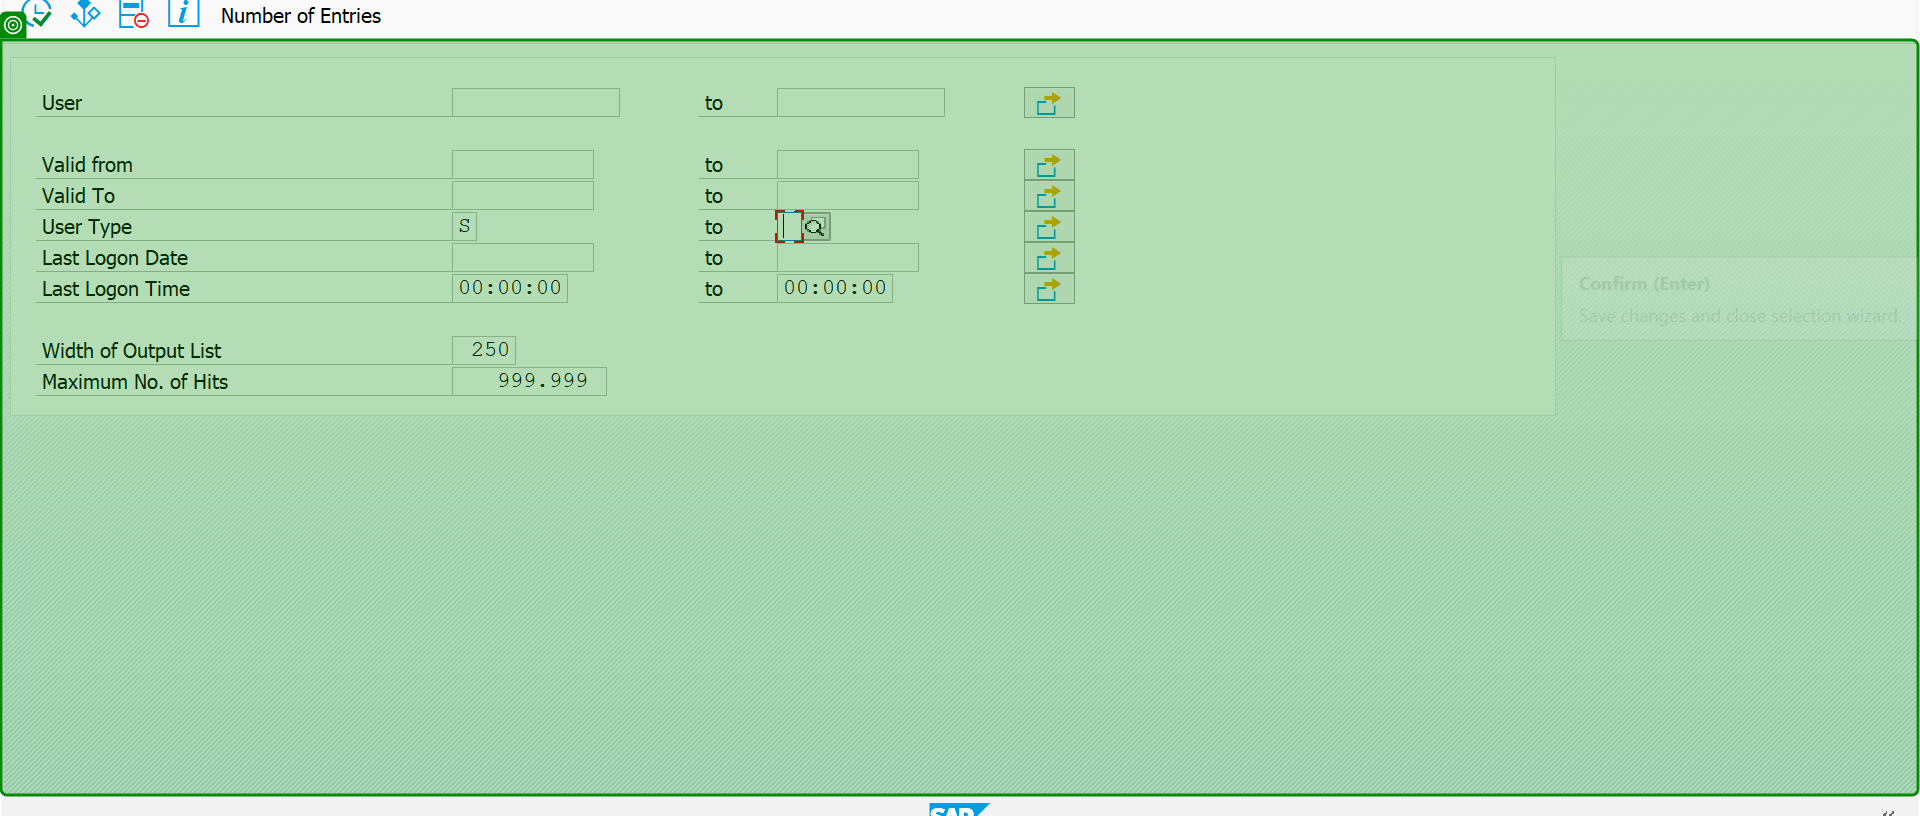 Number of Entries
User to
Valid from to
Valid To to
User Type S to
Last Logon Date to
Last Logon Time 00:00:00 to 00:00:00
Confirm (Enter)
Save changes and close selection wizard.
Width of Output List 250
Maximum No. of Hits 999.999
SAP